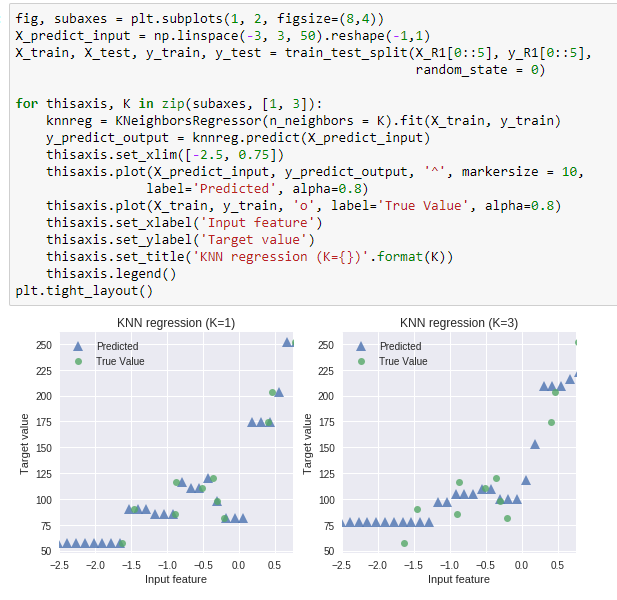 fig, subaxes = plt.subplots(1, 2, figsize=(8,4))
X_predict_input = np.linspace(-3, 3, 50).reshape(-1,1)
X_train, X_test, y_train, y_test = train_test_split(X_R1[0::5], y_R1[0::5],
random_state = 0)
for thisaxis, K in zip(subaxes, [1, 3]):
knnreg = KNeighborsRegressor(n_neighbors = K).fit(X_train, y_train)
y_predict_output = knnreg.predict(X_predict_input)
thisaxis.set_xlim([-2.5, 0.75])
thisaxis.plot(X_predict_input, y_predict_output, '^', markersize = 10,
label='Predicted', alpha=0.8)
thisaxis.plot(X_train, y_train, 'o', label='True Value', alpha=0.8)
thisaxis.set_xlabel('Input feature')
thisaxis.set_ylabel('Target value')
thisaxis.set_title('KNN regression (K={})'.format(K))
thisaxis.legend()
plt.tight_layout()
KNN regression (K=1)
Predicted
True Value
250
225
200
175
150
125
100
75
50
Target value
−2.5 −2.0 −1.5 −1.0 −0.5 0.0 0.5
Input feature
KNN regression (K=3)
Predicted
True Value
250
225
200
175
150
125
100
75
50
Target value
−2.5 −2.0 −1.5 −1.0 −0.5 0.0 0.5
Input feature